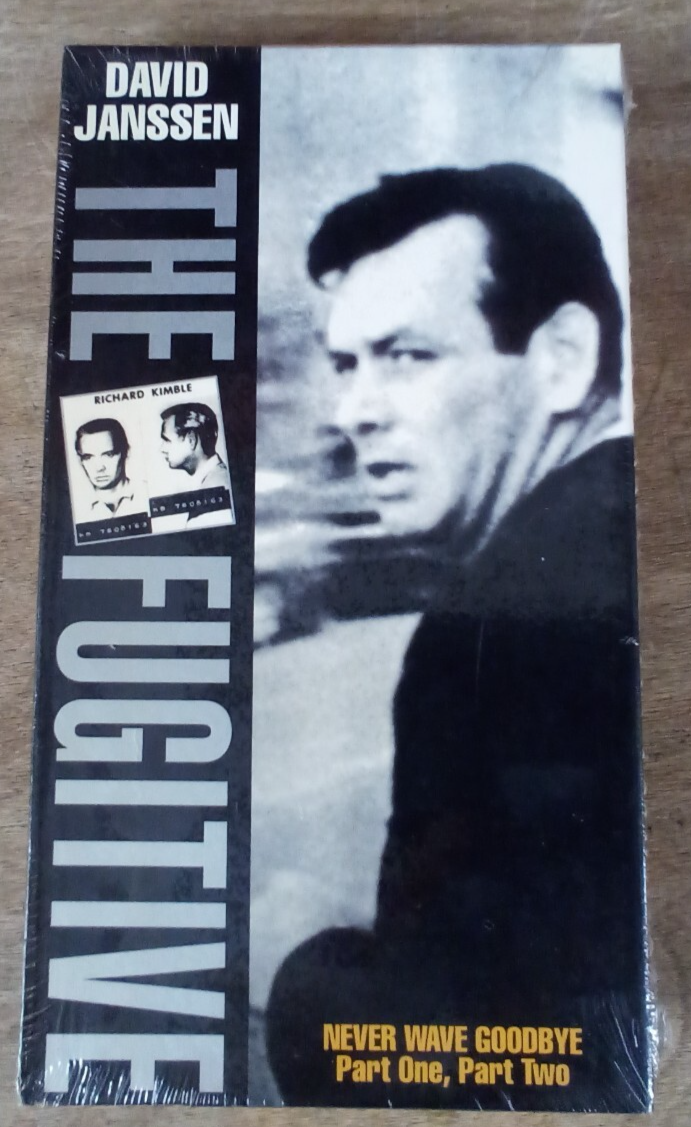 DAVID
JANSSEN
THE
RICHARD KIMBLE
FUGITIVE
NEVER WAVE GOODBYE
Part One, Part Two